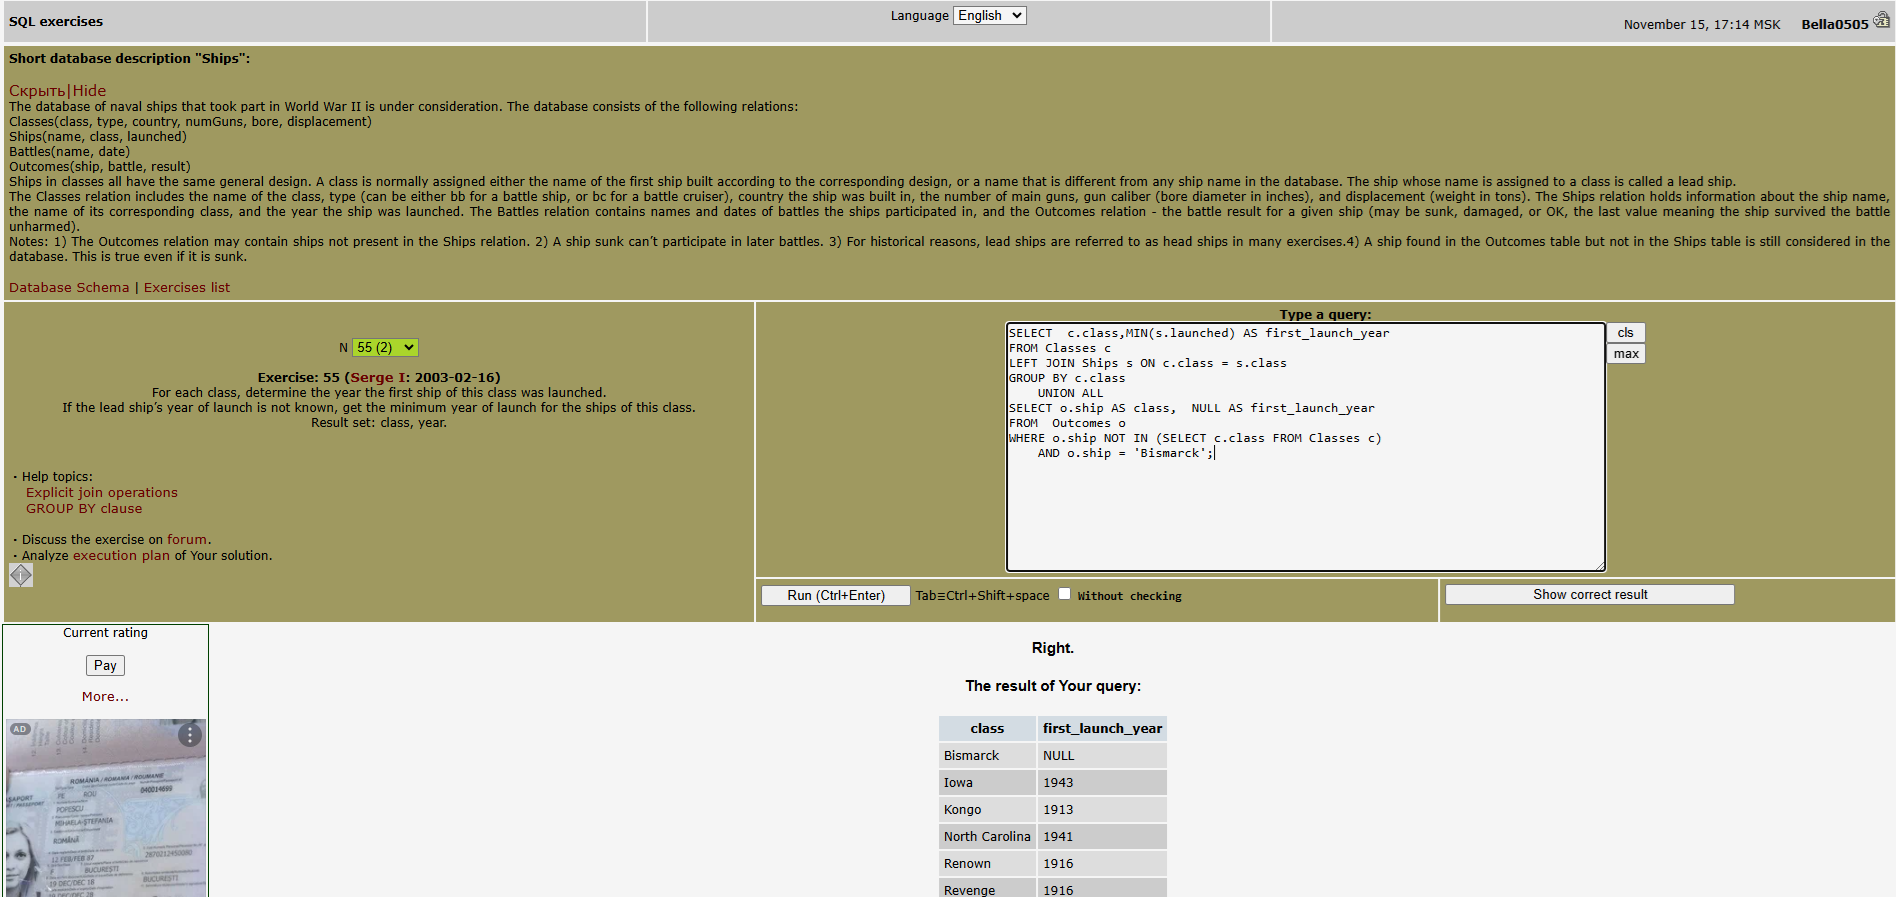 SQL exercises
Language English
November 15, 17:14 MSK Bella0505
Short database description "Ships":
Скрыть|Hide
The database of naval ships that took part in World War II is under consideration. The database consists of the following relations:
Classes(class, type, country, numGuns, bore, displacement)
Ships(name, class, launched)
Battles(name, date)
Outcomes(ship, battle, result)
Ships in classes all have the same general design. A class is normally assigned either the name of the first ship built according to the corresponding design, or a name that is different from any ship name in the database. The ship whose name is assigned to a class is called a lead ship.
The Classes relation includes the name of the class, type (can be either bb for a battle ship, or bc for a battle cruiser), country the ship was built in, the number of main guns, gun caliber (bore diameter in inches), and displacement (weight in tons). The Ships relation holds information about the ship name,
the name of its corresponding class, and the year the ship was launched. The Battles relation contains names and dates of battles the ships participated in, and the Outcomes relation - the battle result for a given ship (may be sunk, damaged, or OK, the last value meaning the ship survived the battle
unharmed).
Notes: 1) The Outcomes relation may contain ships not present in the Ships relation. 2) A ship sunk can’t participate in later battles. 3) For historical reasons, lead ships are referred to as head ships in many exercises.4) A ship found in the Outcomes table but not in the Ships table is still considered in the
database. This is true even if it is sunk.
Database Schema | Exercises list
N 55 (2)
Exercise: 55 (Serge I: 2003-02-16)
For each class, determine the year the first ship of this class was launched.
If the lead ship’s year of launch is not known, get the minimum year of launch for the ships of this class.
Result set: class, year.
· Help topics:
Explicit join operations
GROUP BY clause
· Discuss the exercise on forum.
· Analyze execution plan of Your solution.
Type a query:
SELECT  c.class,MIN(s.launched) AS first_launch_year
FROM Classes c
LEFT JOIN Ships s ON c.class = s.class
GROUP BY c.class
    UNION ALL
SELECT o.ship AS class,  NULL AS first_launch_year
FROM  Outcomes o
WHERE o.ship NOT IN (SELECT c.class FROM Classes c)
    AND o.ship = 'Bismarck';
cls
max
Run (Ctrl+Enter) Tab≡Ctrl+Shift+space Without checking
Show correct result
Current rating
Pay
More...
AD
ROMÂNIA / ROMANIA / ROUMANIE
PE ROU 040014699
POPESCU
MIHAELA-ŞTEFANIA
ROMÂNĂ
12 FEB/FEB 87 2870212450080
BUCUREŞTI
19 DEC/DEC 18 BUCUREŞTI
Right.
The result of Your query:
class first_launch_year
Bismarck NULL
Iowa 1943
Kongo 1913
North Carolina 1941
Renown 1916
Revenge 1916